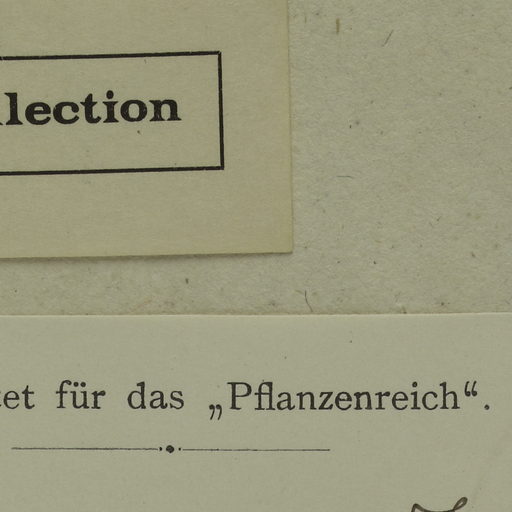 llection
tet für das „Pflanzenreich“.